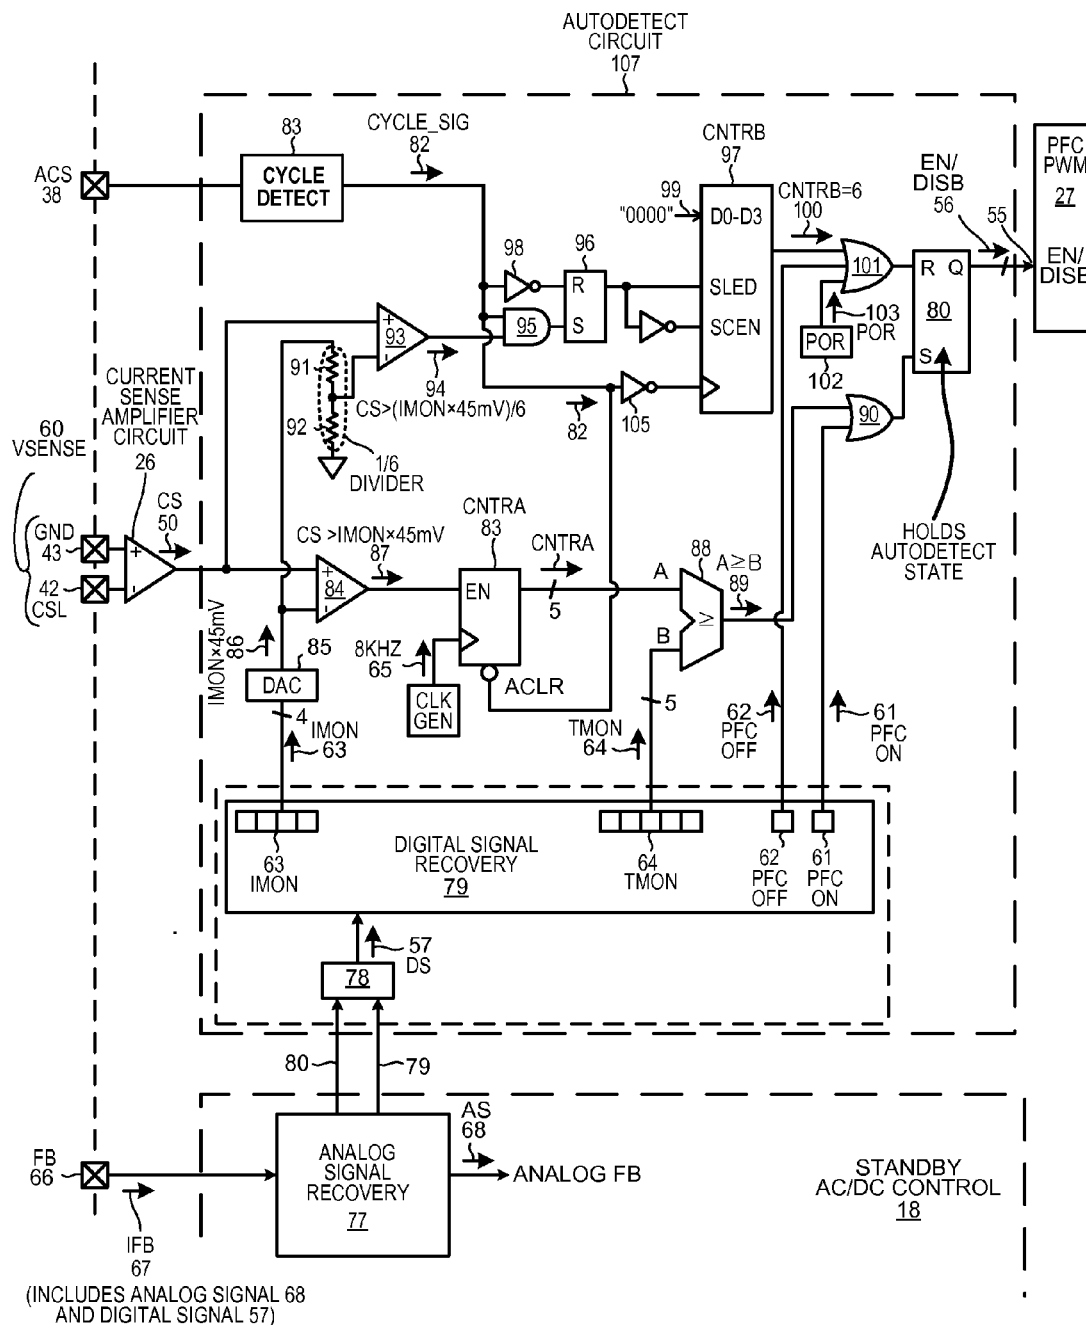 AUTODETECT
CIRCUIT
107
ACS
38
83
CYCLE
DETECT
CYCLE_SIG
82
CNTRB
97
99
"0000"
D0-D3
SLED
SCEN
CNTRB=6
100
101
103
POR
POR
102
EN/
DISB
56
55
PFC
PWM
27
EN/
DISB
R Q
80
S
98
96
R
S
95
93
94
CS>(IMON×45mV)/6
91
92
1/6
DIVIDER
82
105
90
HOLDS
AUTODETECT
STATE
CURRENT
SENSE
AMPLIFIER
CIRCUIT
26
60
VSENSE
GND
43
42
CSL
CS
50
CS >IMON×45mV
87
84
CNTRA
83
EN
CNTRA
5
ACLR
8KHZ
65
CLK
GEN
A
B
88
≥
A≥B
89
IMON×45mV
86
85
DAC
4
IMON
63
TMON
64
5
62
PFC
OFF
61
PFC
ON
63
IMON
DIGITAL SIGNAL
RECOVERY
79
64
TMON
62
PFC
OFF
61
PFC
ON
57
DS
78
80
79
FB
66
IFB
67
(INCLUDES ANALOG SIGNAL 68
AND DIGITAL SIGNAL 57)
ANALOG
SIGNAL
RECOVERY
77
AS
68
ANALOG FB
STANDBY
AC/DC CONTROL
18